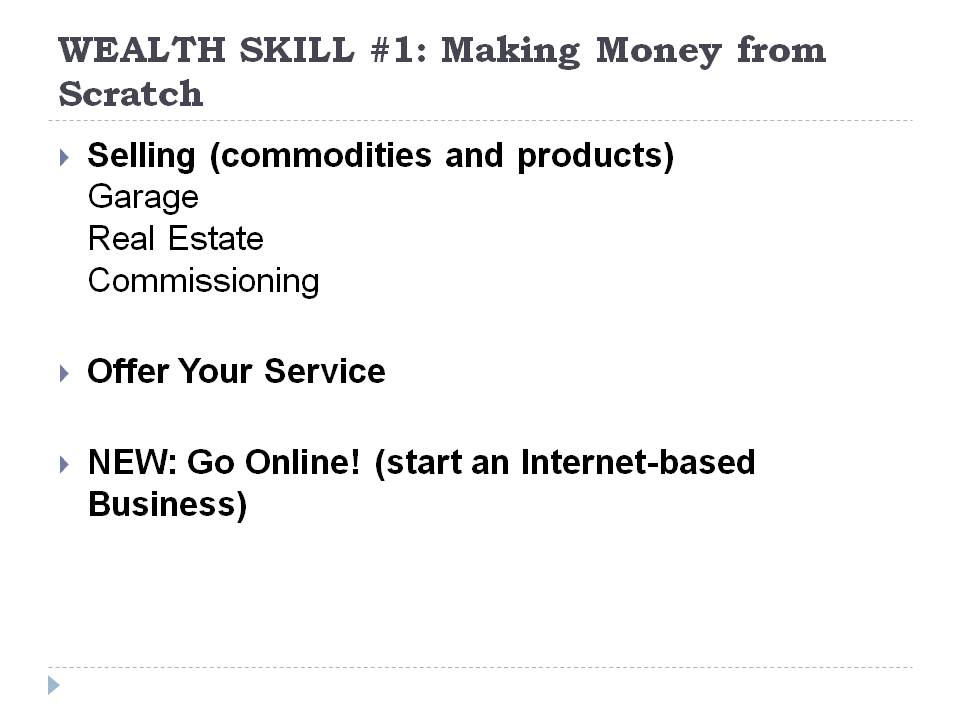 WEALTH SKILL #1: Making Money from
Scratch
Selling (commodities and products)
Garage
Real Estate
Commissioning
Offer Your Service
NEW: Go Online! (start an Internet-based
Business)